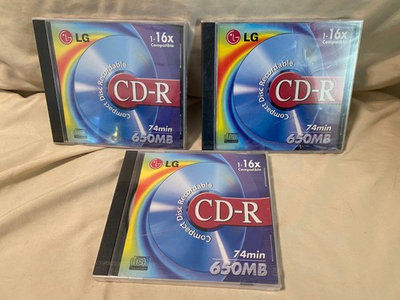 LG
1-16x
Compatible
Compact Disc Recordable
CD-R
74min
650MB
LG
1-16x
Compatible
Compact Disc Recordable
CD-R
74min
650MB
LG
1-16x
Compatible
Compact Disc Recordable
CD-R
74min
650MB